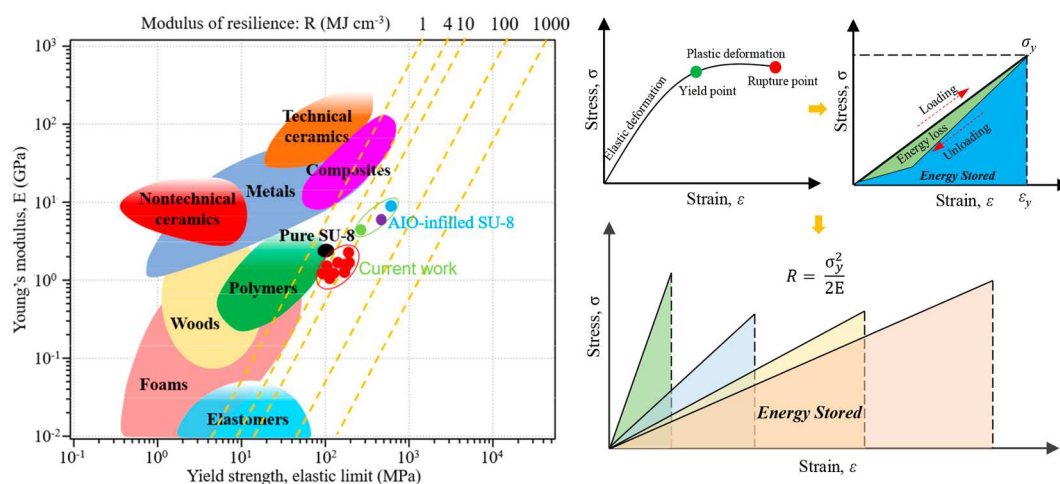 Modulus of resilience: R (MJ cm⁻³) 1 4 10 100 1000
Young's modulus, E (GPa)
10³
10²
10¹
10⁰
10⁻¹
10⁻²
Technical
ceramics
Composites
Metals
Nontechnical
ceramics
AIO-infilled SU-8
Pure SU-8
Current work
Polymers
Woods
Foams
Elastomers
10⁻¹ 10⁰ 10¹ 10² 10³ 10⁴
Yield strength, elastic limit (MPa)
Stress, σ
Elastic deformation
Plastic deformation
Yield point
Rupture point
Strain, ε
Stress, σ
σy
Loading
Energy loss
Unloading
Energy Stored
Strain, ε
εy
Stress, σ
R = σy²/2E
Energy Stored
Strain, ε